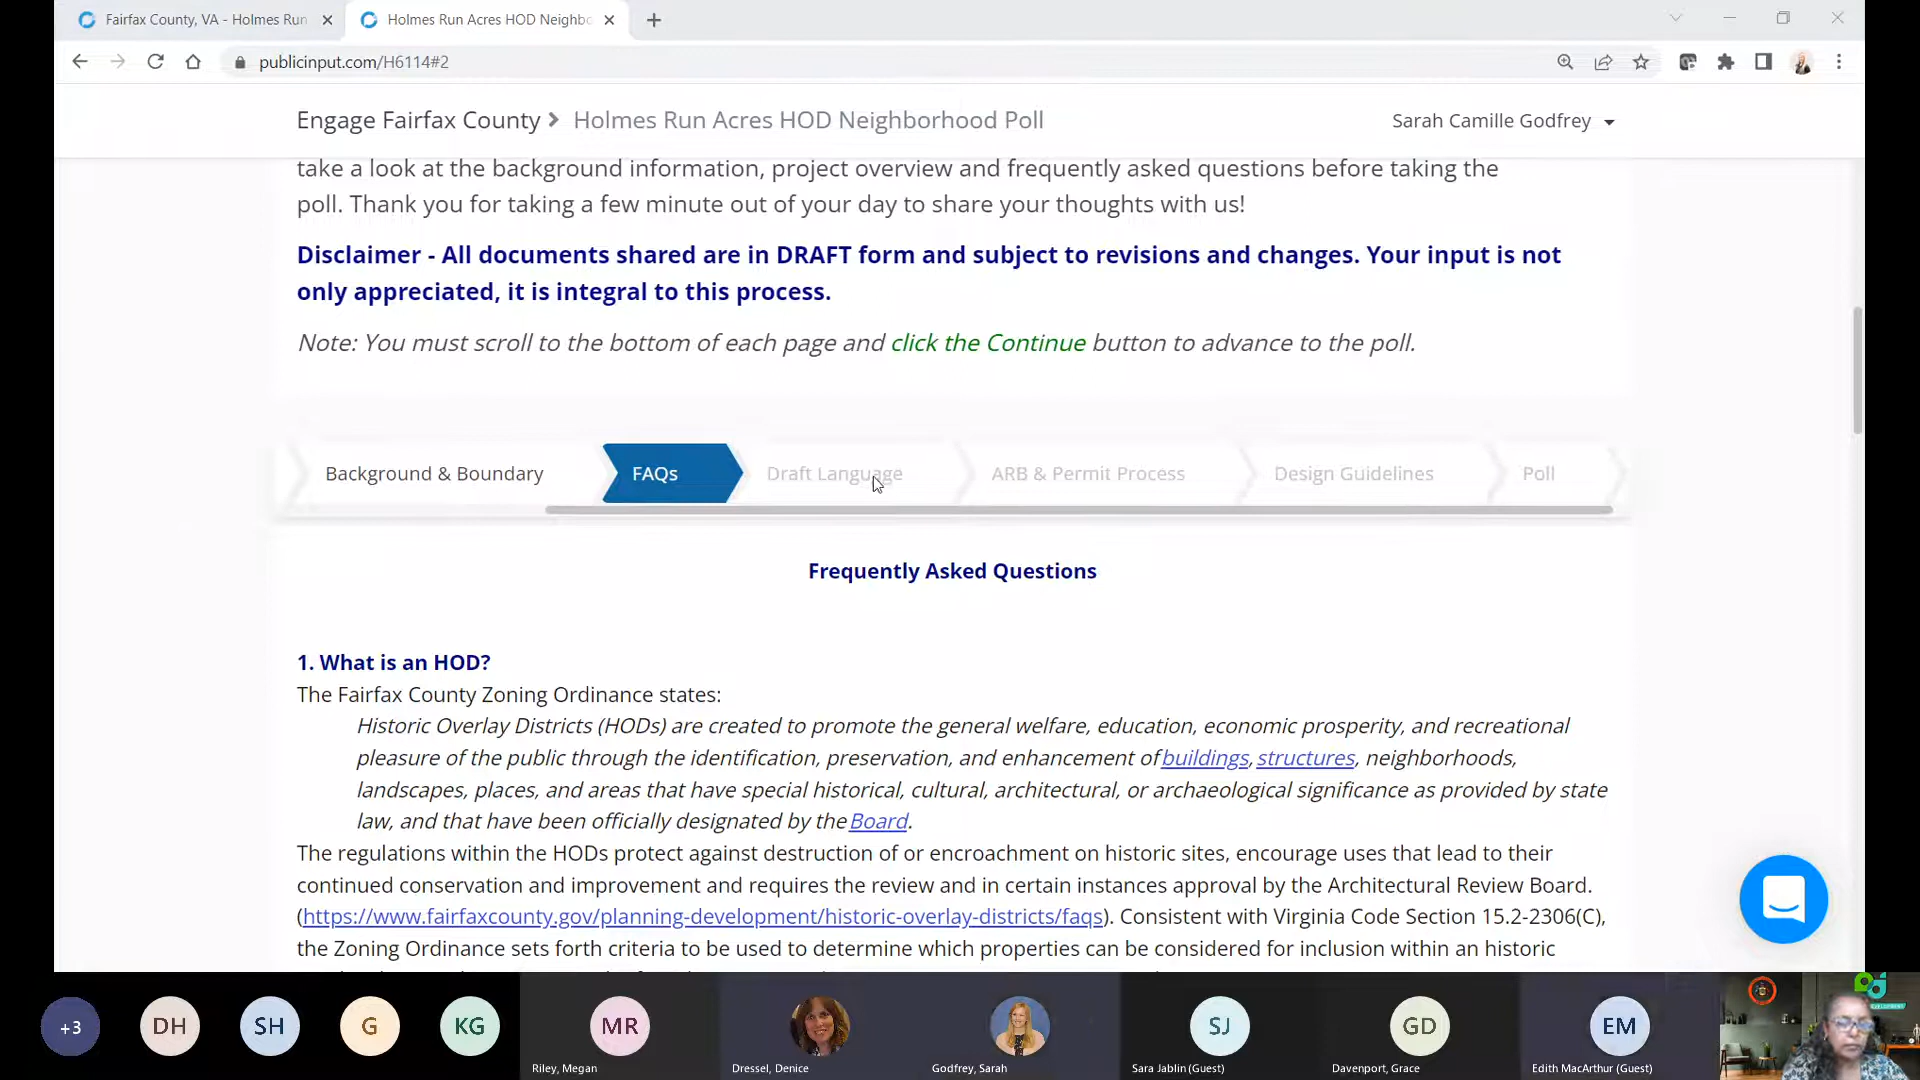 Fairfax County, VA - Holmes Run
Holmes Run Acres HOD Neighbo
publicinput.com/H6114#2
Engage Fairfax County > Holmes Run Acres HOD Neighborhood Poll
Sarah Camille Godfrey
take a look at the background information, project overview and frequently asked questions before taking the
poll. Thank you for taking a few minute out of your day to share your thoughts with us!
Disclaimer - All documents shared are in DRAFT form and subject to revisions and changes. Your input is not
only appreciated, it is integral to this process.
Note: You must scroll to the bottom of each page and click the Continue button to advance to the poll.
Background & Boundary
FAQs
Draft Language
ARB & Permit Process
Design Guidelines
Poll
Frequently Asked Questions
1. What is an HOD?
The Fairfax County Zoning Ordinance states:
Historic Overlay Districts (HODs) are created to promote the general welfare, education, economic prosperity, and recreational
pleasure of the public through the identification, preservation, and enhancement of buildings, structures, neighborhoods,
landscapes, places, and areas that have special historical, cultural, architectural, or archaeological significance as provided by state
law, and that have been officially designated by the Board.
The regulations within the HODs protect against destruction of or encroachment on historic sites, encourage uses that lead to their
continued conservation and improvement and requires the review and in certain instances approval by the Architectural Review Board.
(https://www.fairfaxcounty.gov/planning-development/historic-overlay-districts/faqs). Consistent with Virginia Code Section 15.2-2306(C),
the Zoning Ordinance sets forth criteria to be used to determine which properties can be considered for inclusion within an historic
+3
DH
SH
G
KG
MR
SJ
GD
EM
Riley, Megan
Dressel, Denice
Godfrey, Sarah
Sara Jablin (Guest)
Davenport, Grace
Edith MacArthur (Guest)